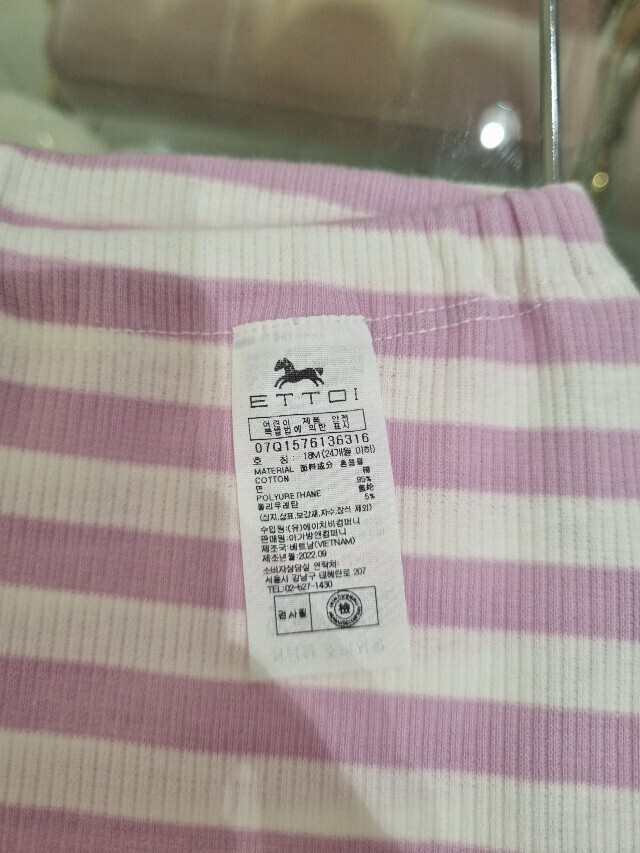 ETTOI
어린이 제품 안전
특별법에 의한 표시
07Q1576136316
호 칭: 18M(24개월 미하)
MATERIAL 面料成分 혼용률
COTTON 棉
면 95%
POLYURETHANE 氨纶
폴리우레탄 5%
(심지,상표,보강재,자수,장식 제외)
수입원:(유)에이치비컴퍼니
판매원:아가방앤컴퍼니
제조국:베트남(VIETNAM)
제조년월:2022.09
소비자상담실 연락처:
서울시 강남구 테헤란로 207
TEL:02-527-1430
검사필 檢